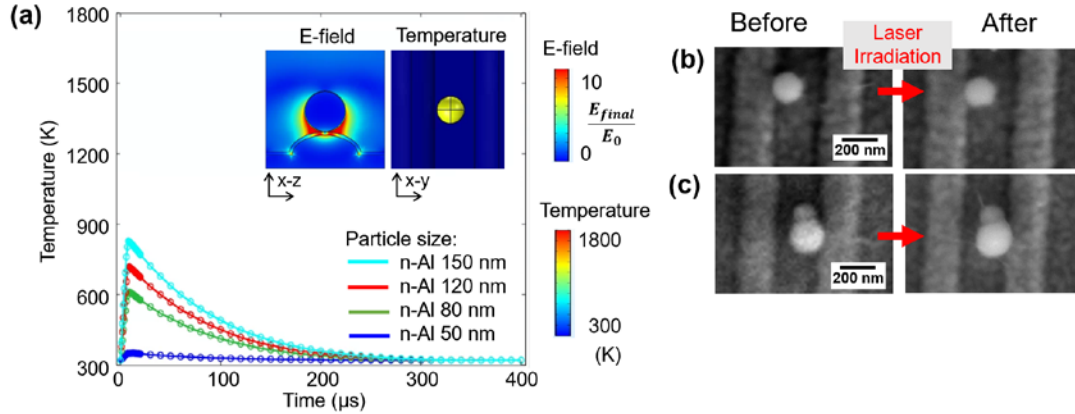 (a)
1800
1500
1200
900
600
300
Temperature (K)
0
100
200
300
400
Time (µs)
E-field
Temperature
x-z
x-y
E-field
10
0
E_final
E_0
Temperature
1800
300
(K)
Particle size:
n-Al 150 nm
n-Al 120 nm
n-Al 80 nm
n-Al 50 nm
Before
Laser
Irradiation
After
(b)
200 nm
(c)
200 nm